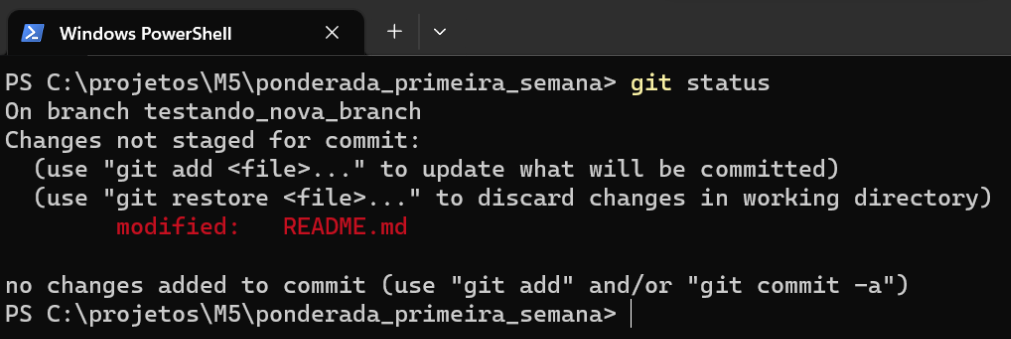 Windows PowerShell
PS C:\projetos\M5\ponderada_primeira_semana> git status
On branch testando_nova_branch
Changes not staged for commit:
  (use "git add <file>..." to update what will be committed)
  (use "git restore <file>..." to discard changes in working directory)
        modified:   README.md

no changes added to commit (use "git add" and/or "git commit -a")
PS C:\projetos\M5\ponderada_primeira_semana>